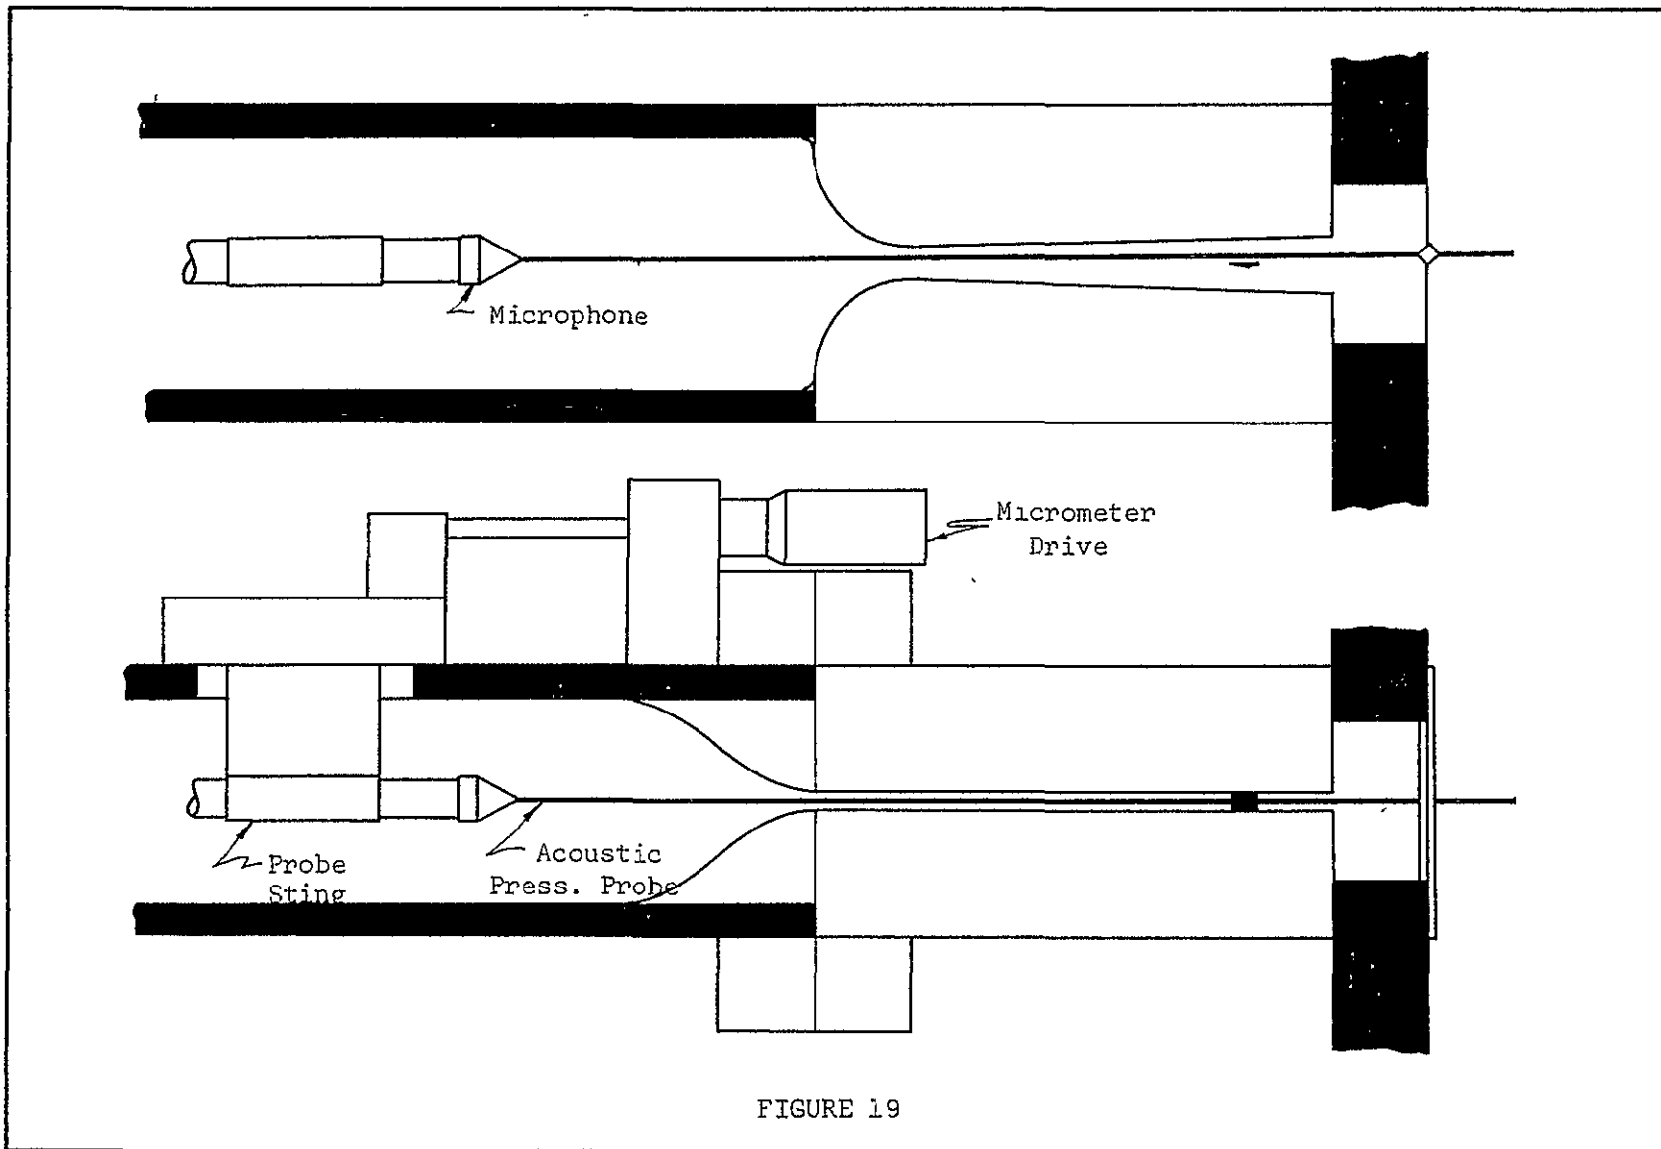 Microphone
Micrometer
Drive
Probe
Sting
Acoustic
Press. Probe
FIGURE 19